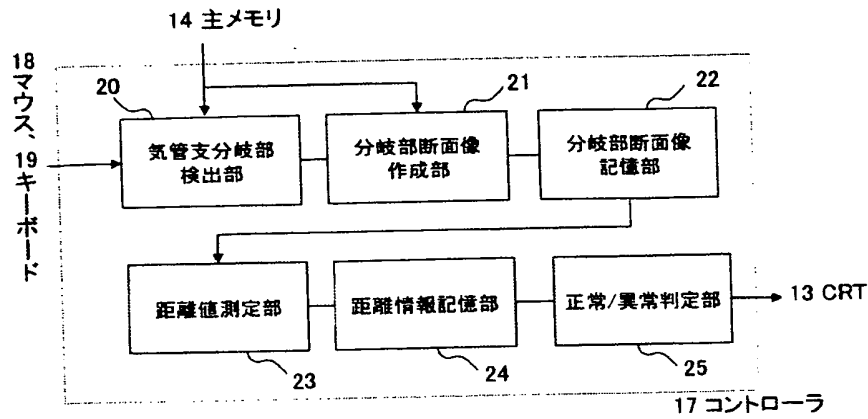 14 主メモリ
18
マウス、
19
キーボード
20
気管支分岐部
検出部
21
分岐部断面像
作成部
22
分岐部断面像
記憶部
距離値測定部
23
距離情報記憶部
24
正常/異常判定部
25
13 CRT
17 コントローラ